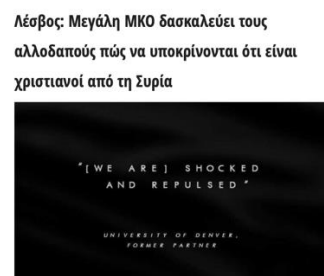 Λέσβος: Μεγάλη ΜΚΟ δασκαλεύει τους
αλλοδαπούς πώς να υποκρίνονται ότι είναι
χριστιανοί από τη Συρία
"[WE ARE] SHOCKED
AND REPULSED"
UNIVERSITY OF DENVER,
FORMER PARTNER